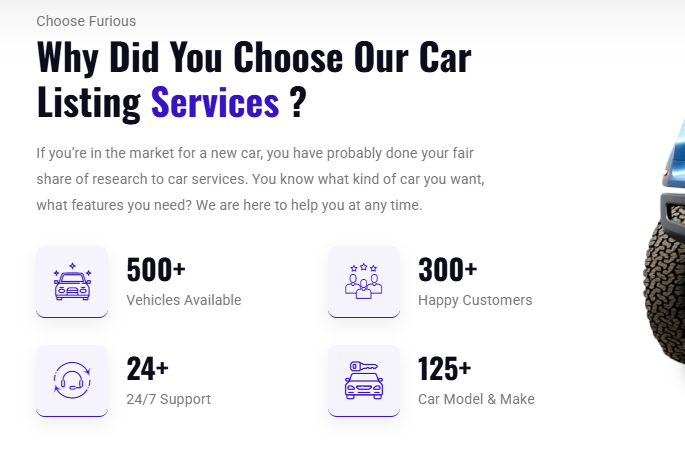 Choose Furious
Why Did You Choose Our Car
Listing Services ?
If you're in the market for a new car, you have probably done your fair
share of research to car services. You know what kind of car you want,
what features you need? We are here to help you at any time.
500+
Vehicles Available
300+
Happy Customers
24+
24/7 Support
125+
Car Model & Make